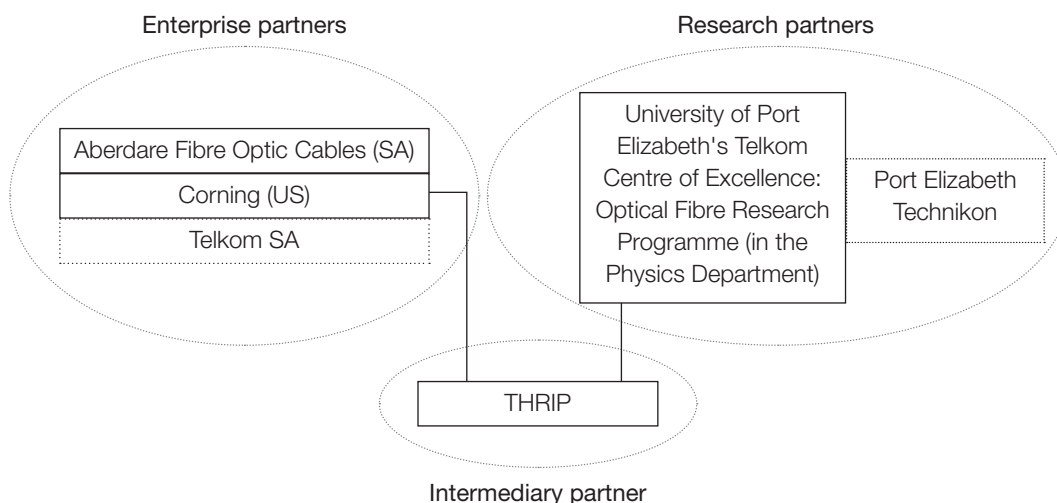 Enterprise partners
Research partners
Aberdare Fibre Optic Cables (SA)
Corning (US)
Telkom SA
University of Port
Elizabeth's Telkom
Centre of Excellence:
Optical Fibre Research
Programme (in the
Physics Department)
Port Elizabeth
Technikon
THRIP
Intermediary partner